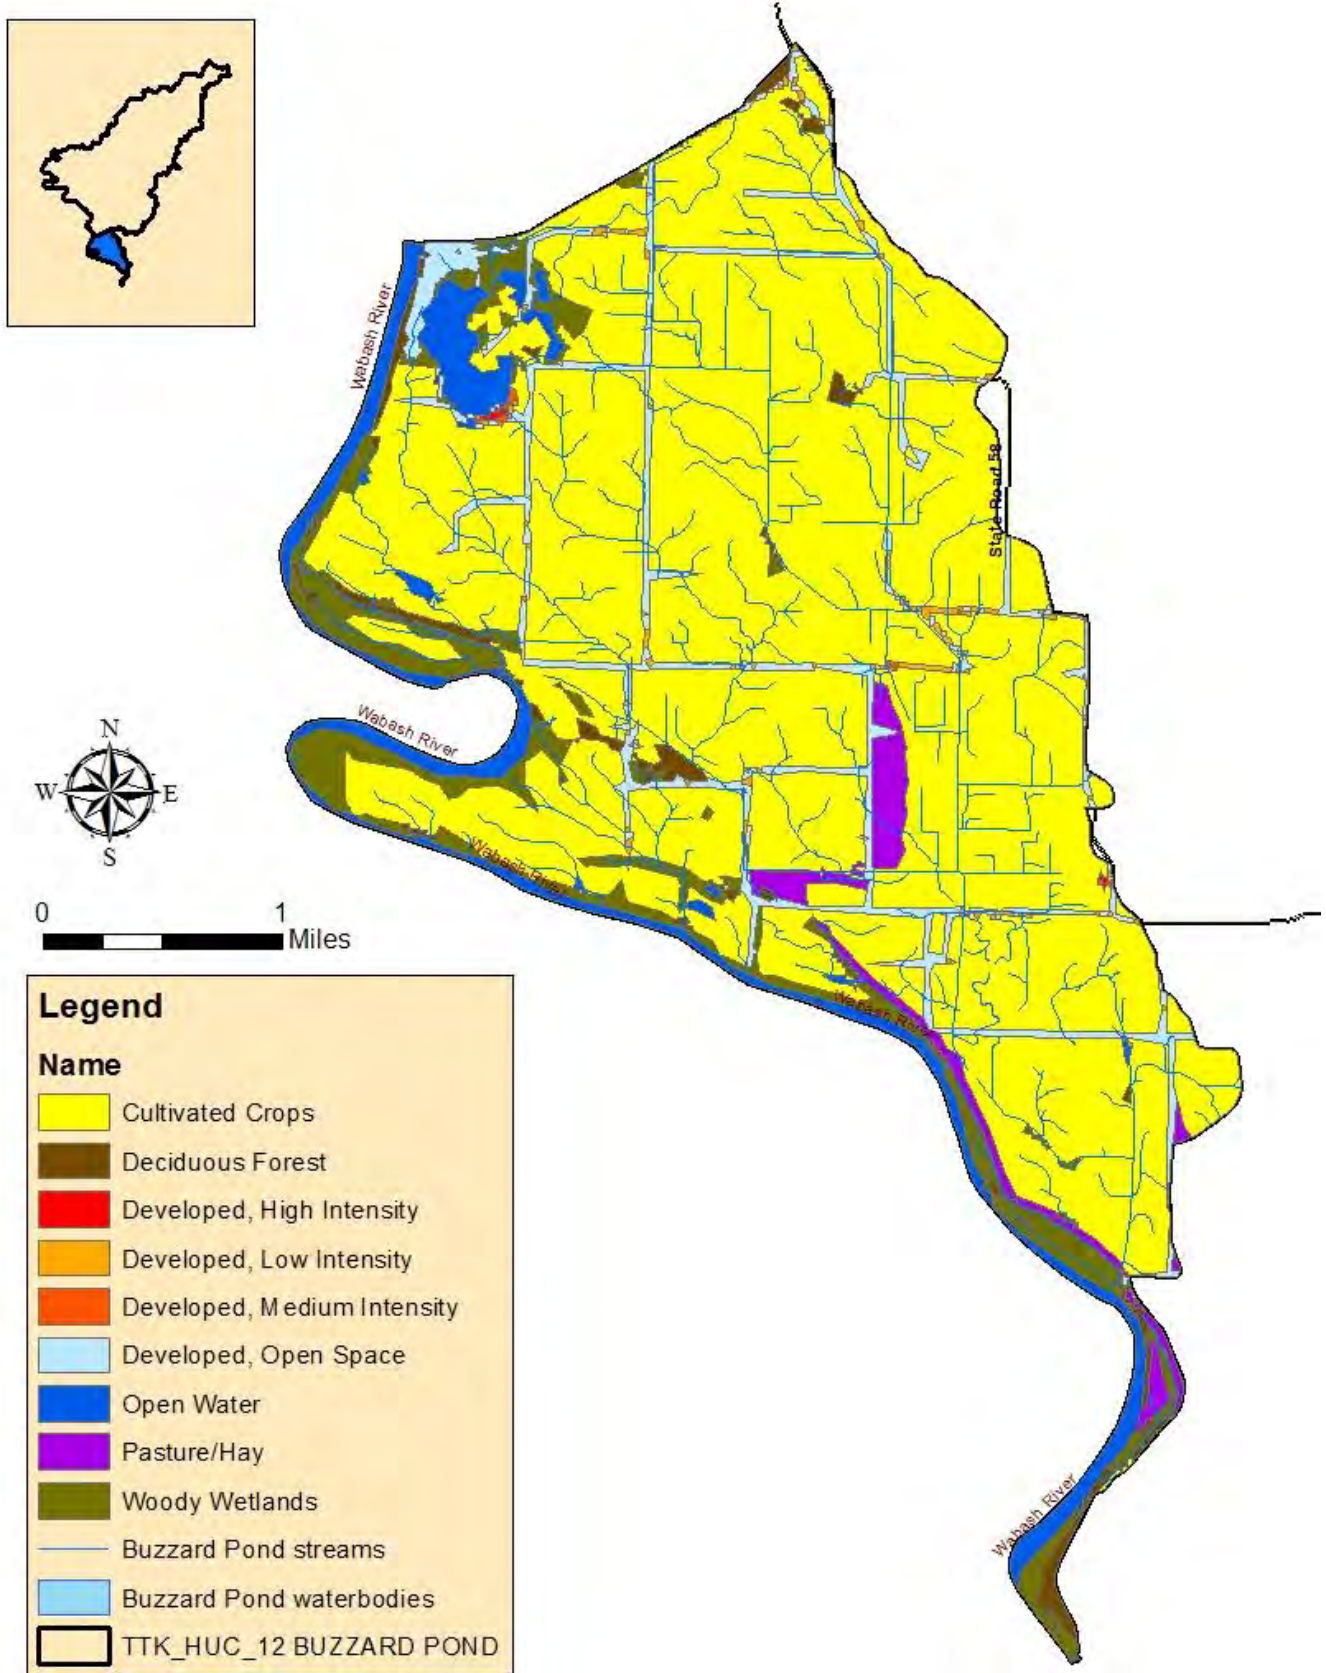 Wabash River
State Road 58
Wabash River
N
W
E
S
Wabash River
0
1
Miles
Wabash River
Legend
Name
Cultivated Crops
Deciduous Forest
Developed, High Intensity
Developed, Low Intensity
Developed, Medium Intensity
Developed, Open Space
Open Water
Pasture/Hay
Woody Wetlands
Buzzard Pond streams
Buzzard Pond waterbodies
TTK_HUC_12 BUZZARD POND
Wabash River